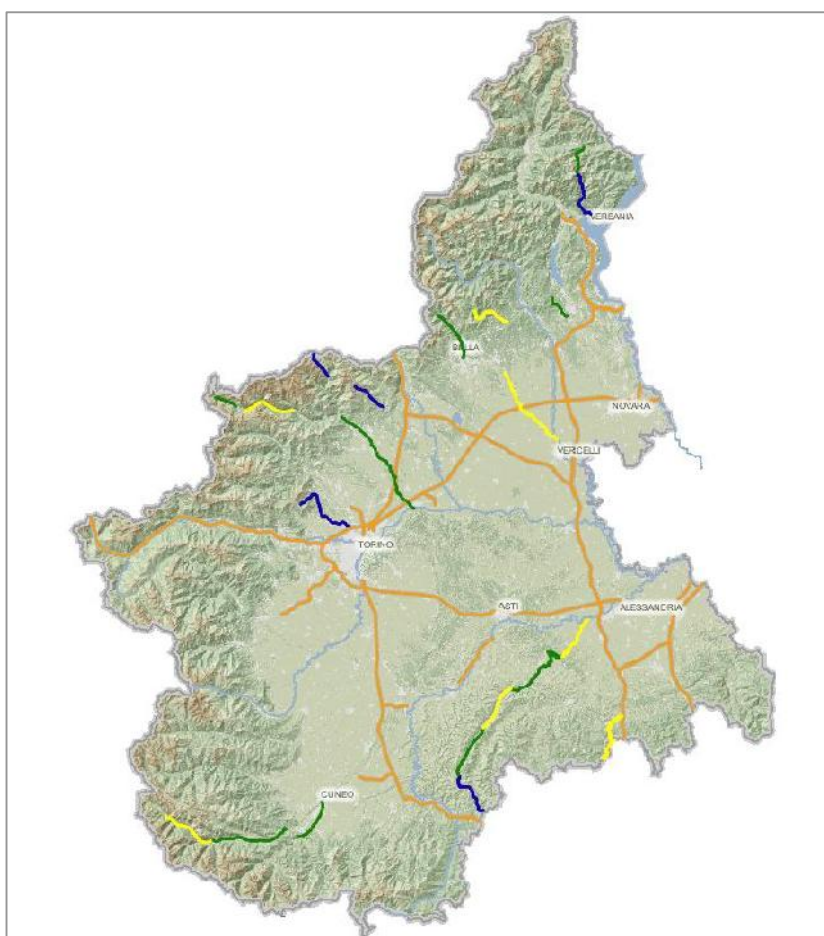 VERBANIA
BIELLA
NOVARA
VERCELLI
TORINO
ASTI
ALESSANDRIA
CUNEO